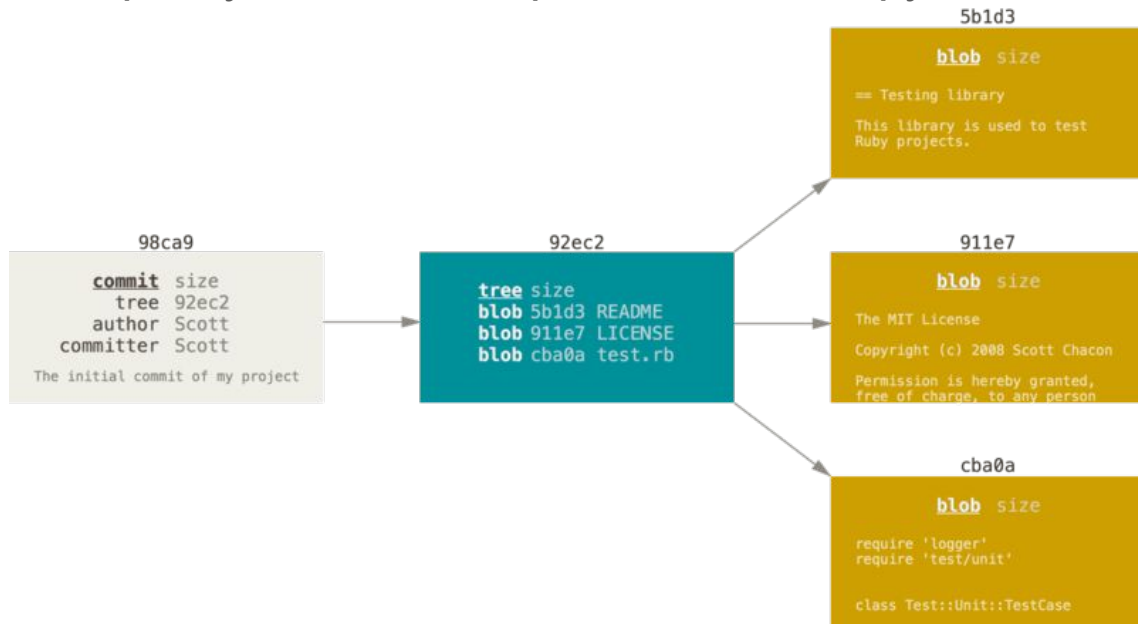 98ca9
commit size
tree 92ec2
author Scott
committer Scott
The initial commit of my project
92ec2
tree size
blob 5b1d3 README
blob 911e7 LICENSE
blob cba0a test.rb
5b1d3
blob size
== Testing library
This library is used to test
Ruby projects.
911e7
blob size
The MIT License
Copyright (c) 2008 Scott Chacon
Permission is hereby granted,
free of charge, to any person
cba0a
blob size
require 'logger'
require 'test/unit'
class Test::Unit::TestCase